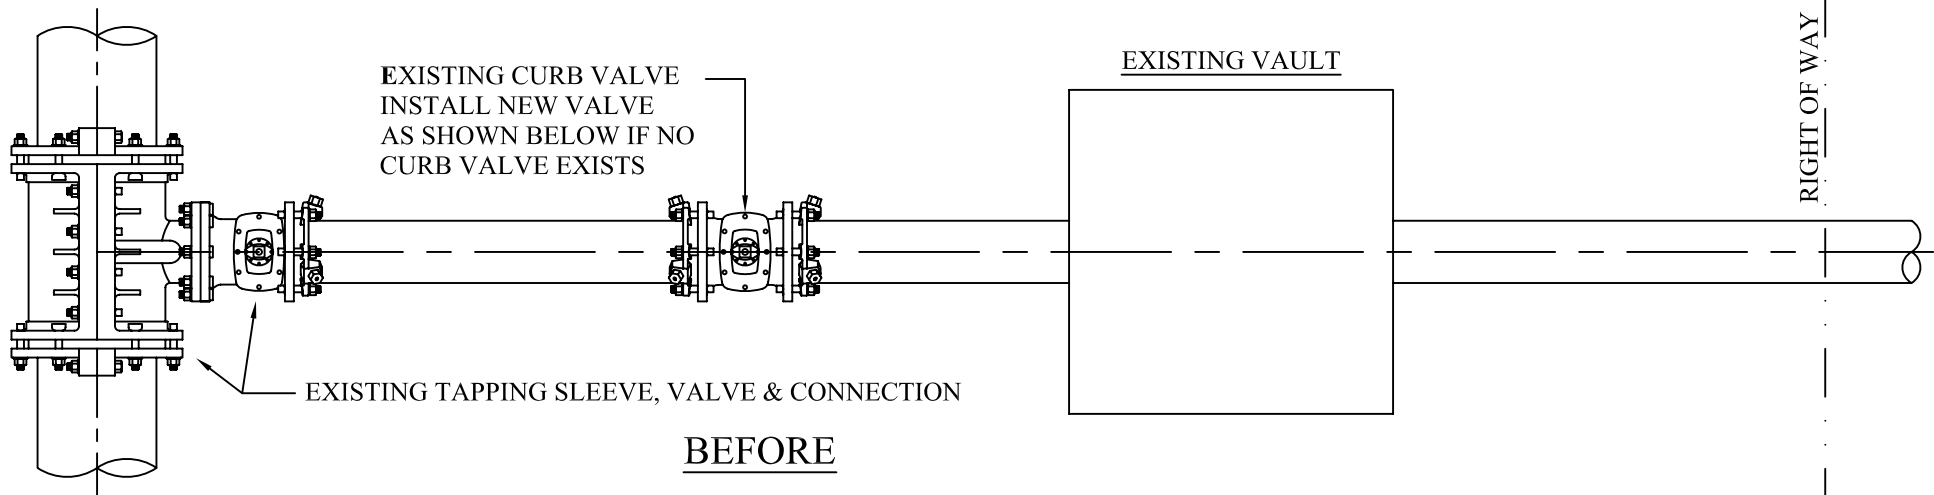 EXISTING CURB VALVE
INSTALL NEW VALVE
AS SHOWN BELOW IF NO
CURB VALVE EXISTS
EXISTING VAULT
RIGHT OF WAY
EXISTING TAPPING SLEEVE, VALVE & CONNECTION
BEFORE